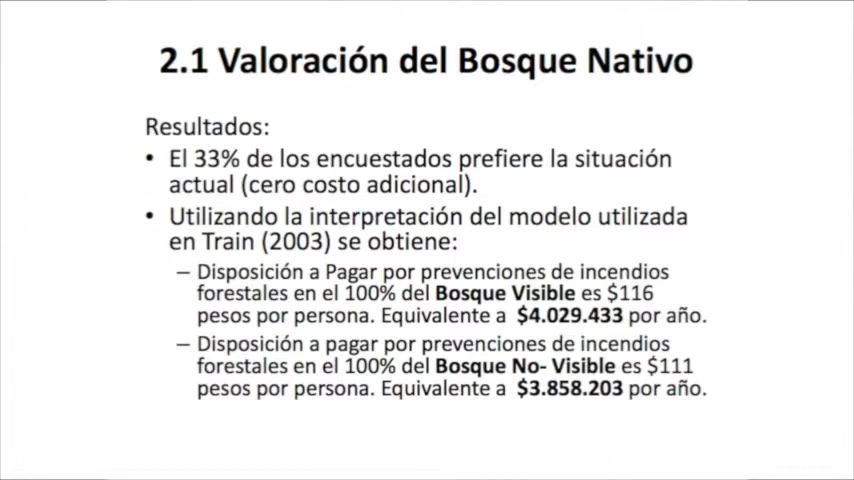 2.1 Valoración del Bosque Nativo
Resultados:
• El 33% de los encuestados prefiere la situación
actual (cero costo adicional).
• Utilizando la interpretación del modelo utilizada
en Train (2003) se obtiene:
– Disposición a Pagar por prevenciones de incendios
forestales en el 100% del Bosque Visible es $116
pesos por persona. Equivalente a $4.029.433 por año.
– Disposición a pagar por prevenciones de incendios
forestales en el 100% del Bosque No- Visible es $111
pesos por persona. Equivalente a $3.858.203 por año.